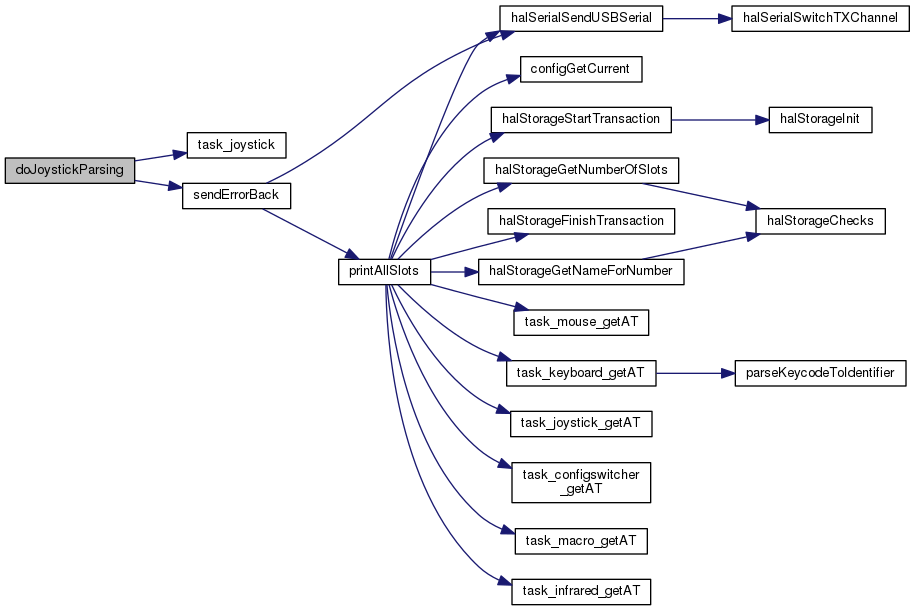 halSerialSendUSBSerial
halSerialSwitchTXChannel
configGetCurrent
halStorageStartTransaction
halStorageInit
task_joystick
doJoystickParsing
halStorageGetNumberOfSlots
sendErrorBack
halStorageFinishTransaction
halStorageChecks
printAllSlots
halStorageGetNameForNumber
task_mouse_getAT
task_keyboard_getAT
parseKeycodeToIdentifier
task_joystick_getAT
task_configswitcher
_getAT
task_macro_getAT
task_infrared_getAT